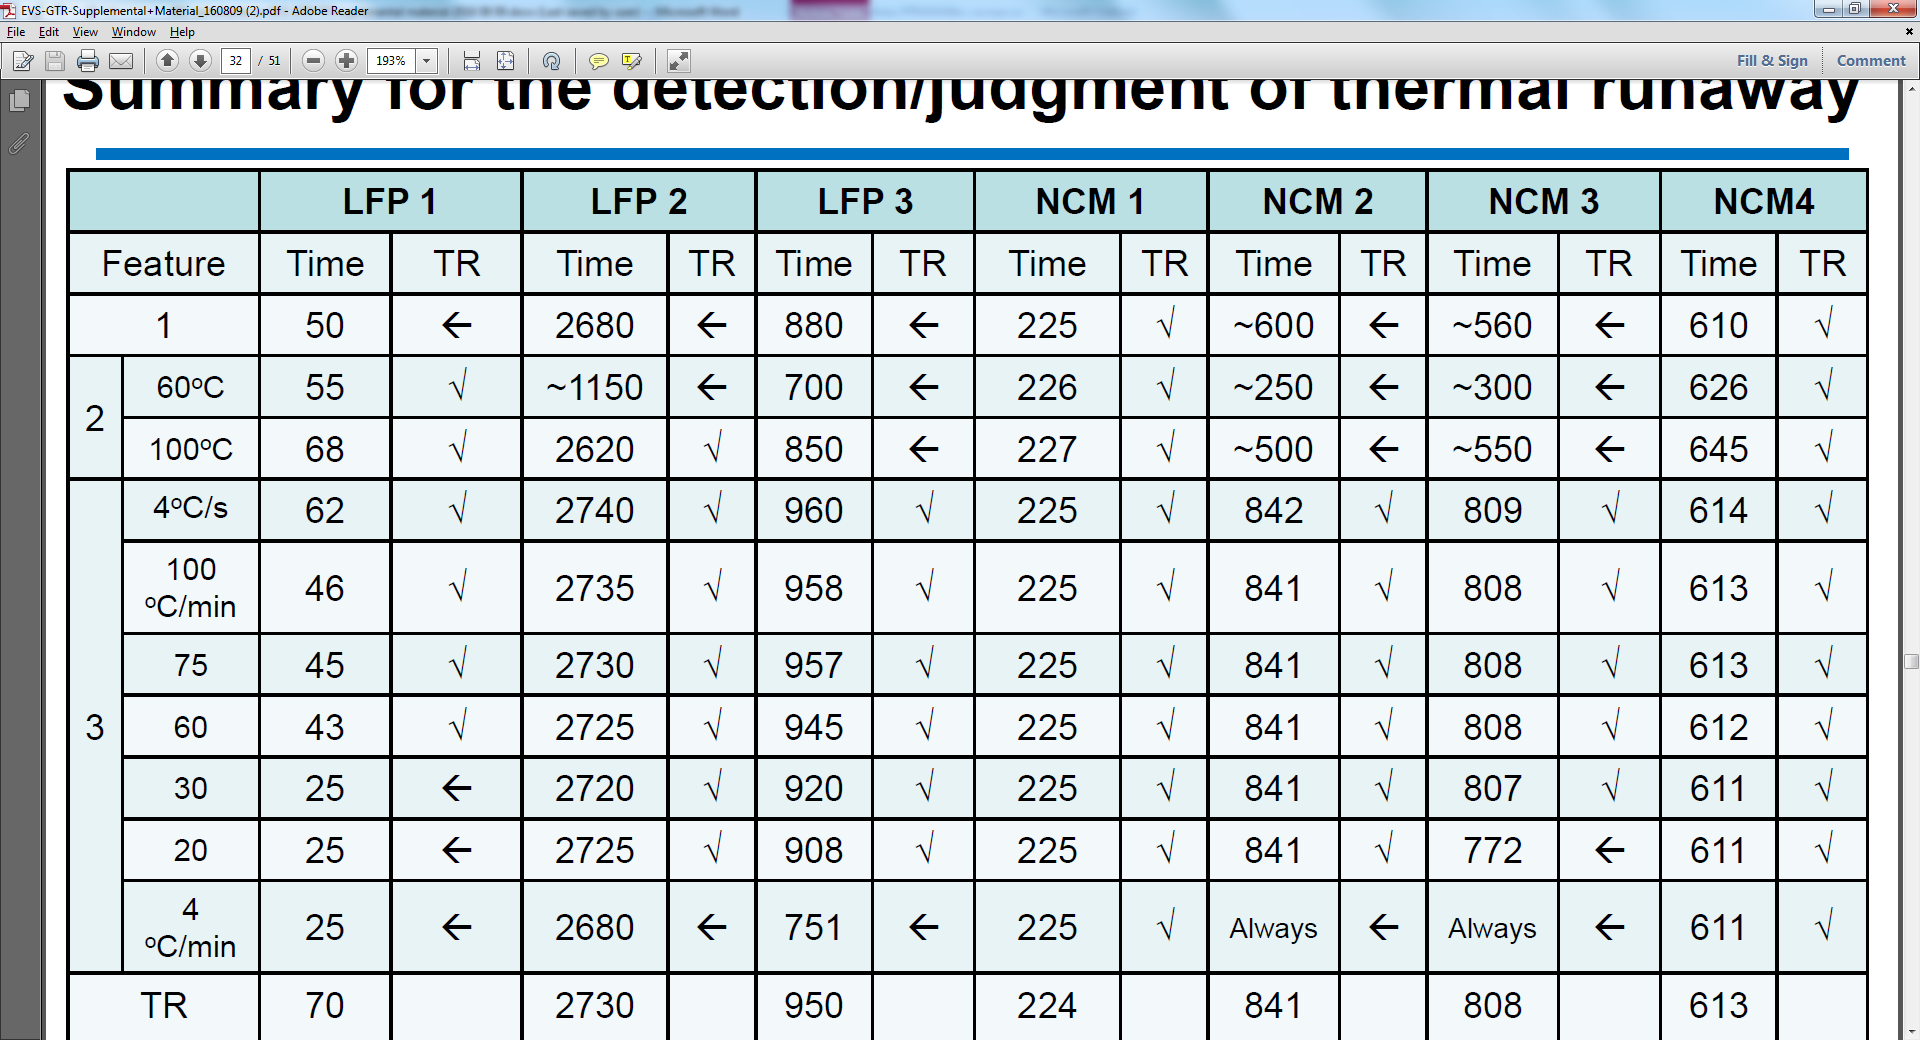 EVS-GTR-Supplemental+Material_160809 (2).pdf - Adobe Reader
File Edit View Window Help
32 / 51 193% Fill & Sign Comment
Summary for the detection/judgment of thermal runaway
LFP 1 LFP 2 LFP 3 NCM 1 NCM 2 NCM 3 NCM4
Feature Time TR Time TR Time TR Time TR Time TR Time TR Time TR
1 50 ← 2680 ← 880 ← 225 √ ~600 ← ~560 ← 610 √
2
60°C 55 √ ~1150 ← 700 ← 226 √ ~250 ← ~300 ← 626 √
100°C 68 √ 2620 √ 850 ← 227 √ ~500 ← ~550 ← 645 √
3
4°C/s 62 √ 2740 √ 960 √ 225 √ 842 √ 809 √ 614 √
100
°C/min 46 √ 2735 √ 958 √ 225 √ 841 √ 808 √ 613 √
75 45 √ 2730 √ 957 √ 225 √ 841 √ 808 √ 613 √
60 43 √ 2725 √ 945 √ 225 √ 841 √ 808 √ 612 √
30 25 ← 2720 √ 920 √ 225 √ 841 √ 807 √ 611 √
20 25 ← 2725 √ 908 √ 225 √ 841 √ 772 ← 611 √
4
°C/min 25 ← 2680 ← 751 ← 225 √ Always ← Always ← 611 √
TR 70 2730 950 224 841 808 613